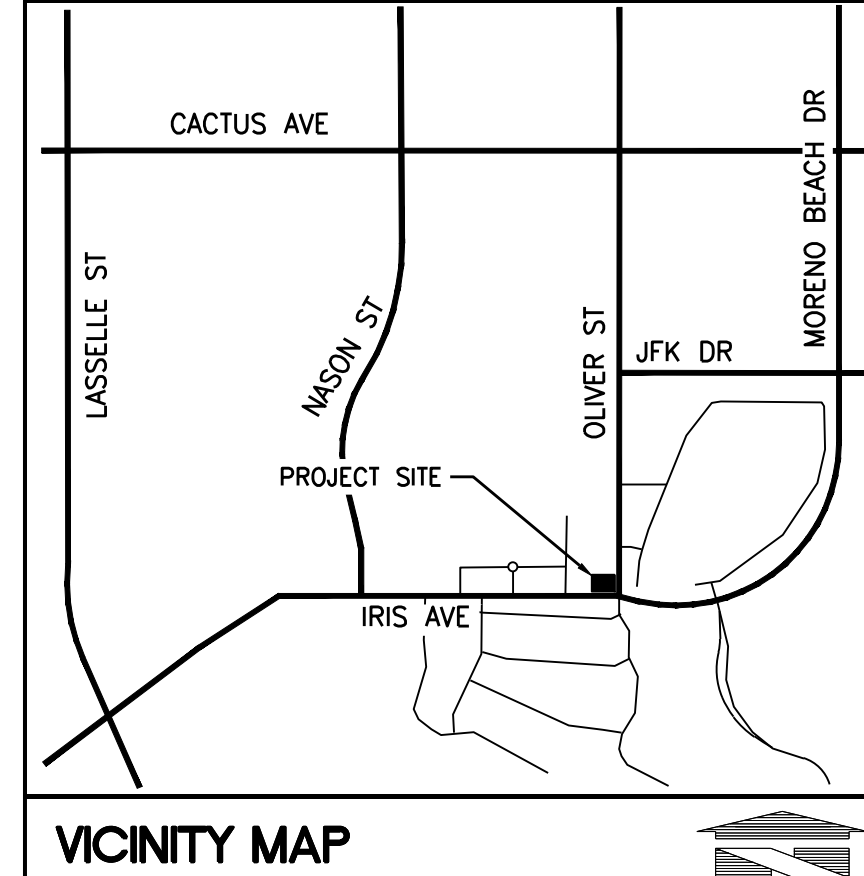 CACTUS AVE
MORENO BEACH DR
LASSELLE ST
NASON ST
OLIVER ST
JFK DR
PROJECT SITE
IRIS AVE
VICINITY MAP